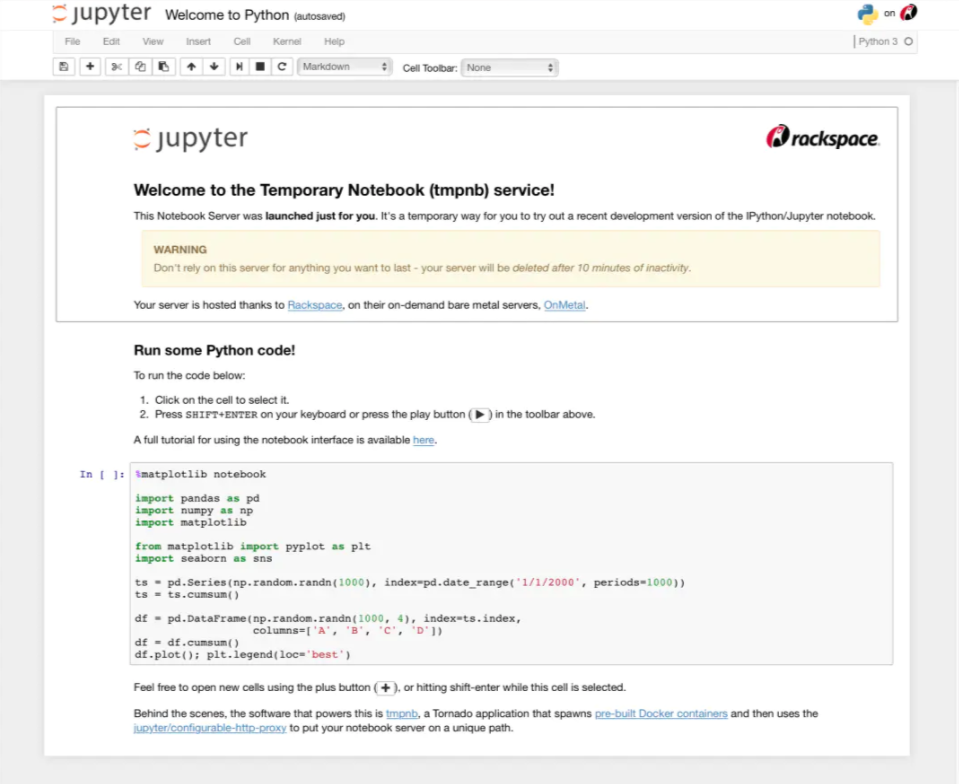 jupyter Welcome to Python (autosaved) on
File Edit View Insert Cell Kernel Help Python 3
Markdown Cell Toolbar: None
jupyter rackspace.
Welcome to the Temporary Notebook (tmpnb) service!
This Notebook Server was launched just for you. It's a temporary way for you to try out a recent development version of the IPython/Jupyter notebook.
WARNING
Don't rely on this server for anything you want to last - your server will be deleted after 10 minutes of inactivity.
Your server is hosted thanks to Rackspace, on their on-demand bare metal servers, OnMetal.
Run some Python code!
To run the code below:
1. Click on the cell to select it.
2. Press SHIFT+ENTER on your keyboard or press the play button (▶) in the toolbar above.
A full tutorial for using the notebook interface is available here.
In [ ]: %matplotlib notebook
import pandas as pd
import numpy as np
import matplotlib
from matplotlib import pyplot as plt
import seaborn as sns
ts = pd.Series(np.random.randn(1000), index=pd.date_range('1/1/2000', periods=1000))
ts = ts.cumsum()
df = pd.DataFrame(np.random.randn(1000, 4), index=ts.index,
columns=['A', 'B', 'C', 'D'])
df = df.cumsum()
df.plot(); plt.legend(loc='best')
Feel free to open new cells using the plus button (+), or hitting shift-enter while this cell is selected.
Behind the scenes, the software that powers this is tmpnb, a Tornado application that spawns pre-built Docker containers and then uses the
jupyter/configurable-http-proxy to put your notebook server on a unique path.